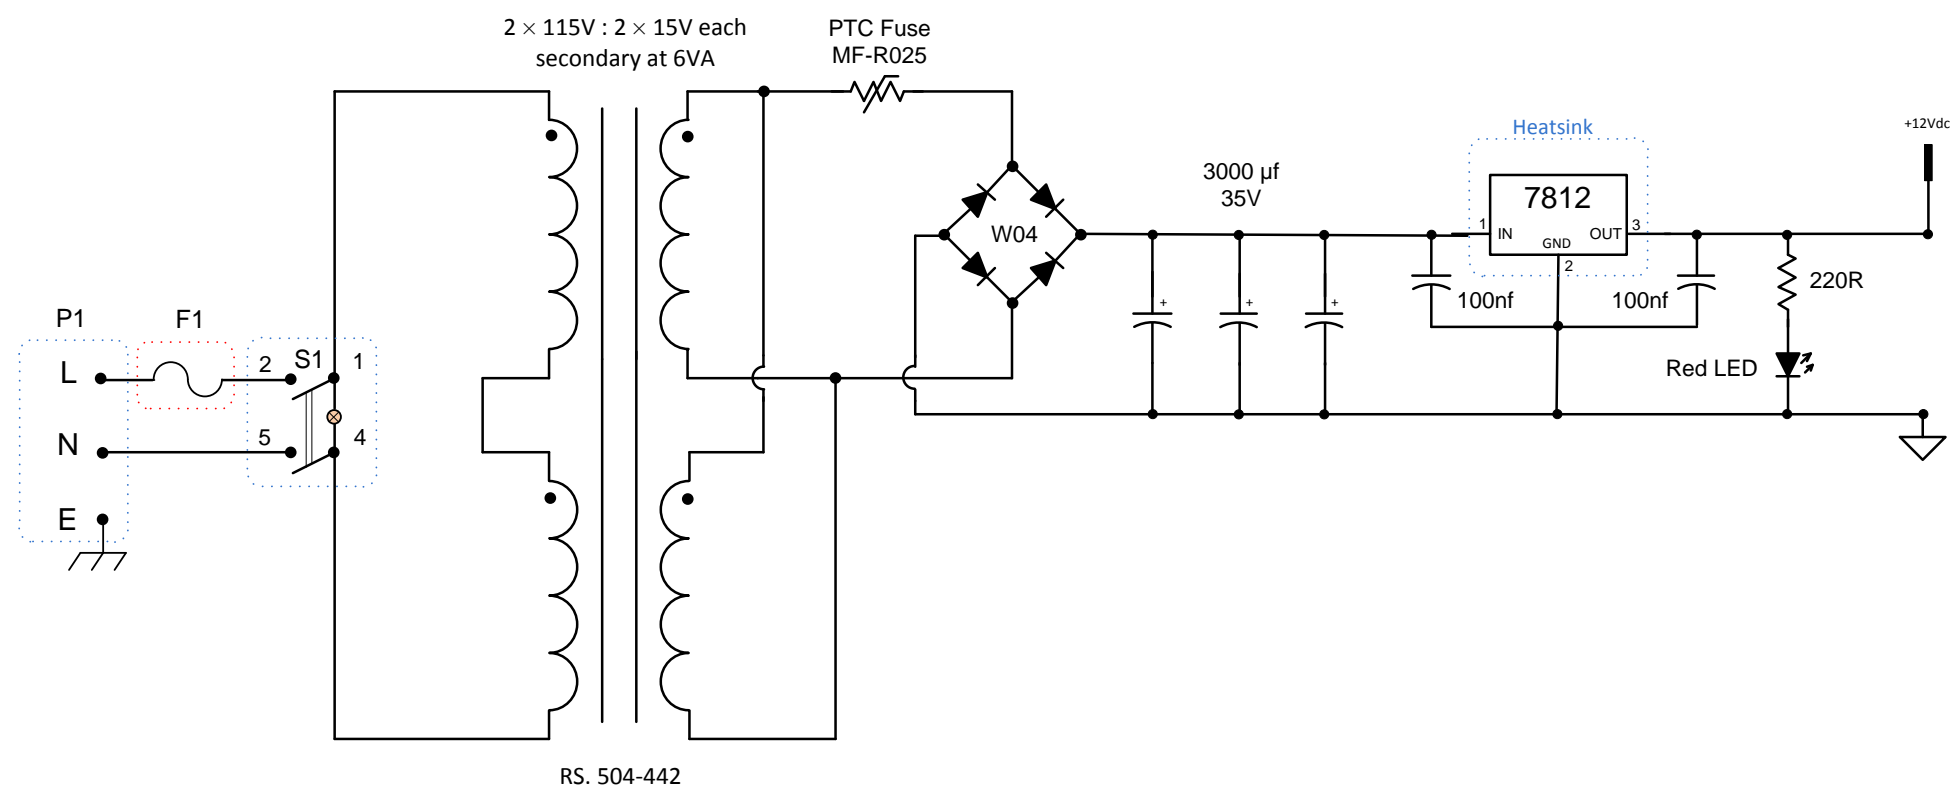 2 × 115V : 2 × 15V each
secondary at 6VA
PTC Fuse
MF-R025
Heatsink
+12Vdc
3000 µf
35V
7812
1
IN
GND
OUT
3
2
W04
+
+
+
100nf
100nf
220R
Red LED
P1
F1
L
2
S1
1
N
5
4
E
RS. 504-442